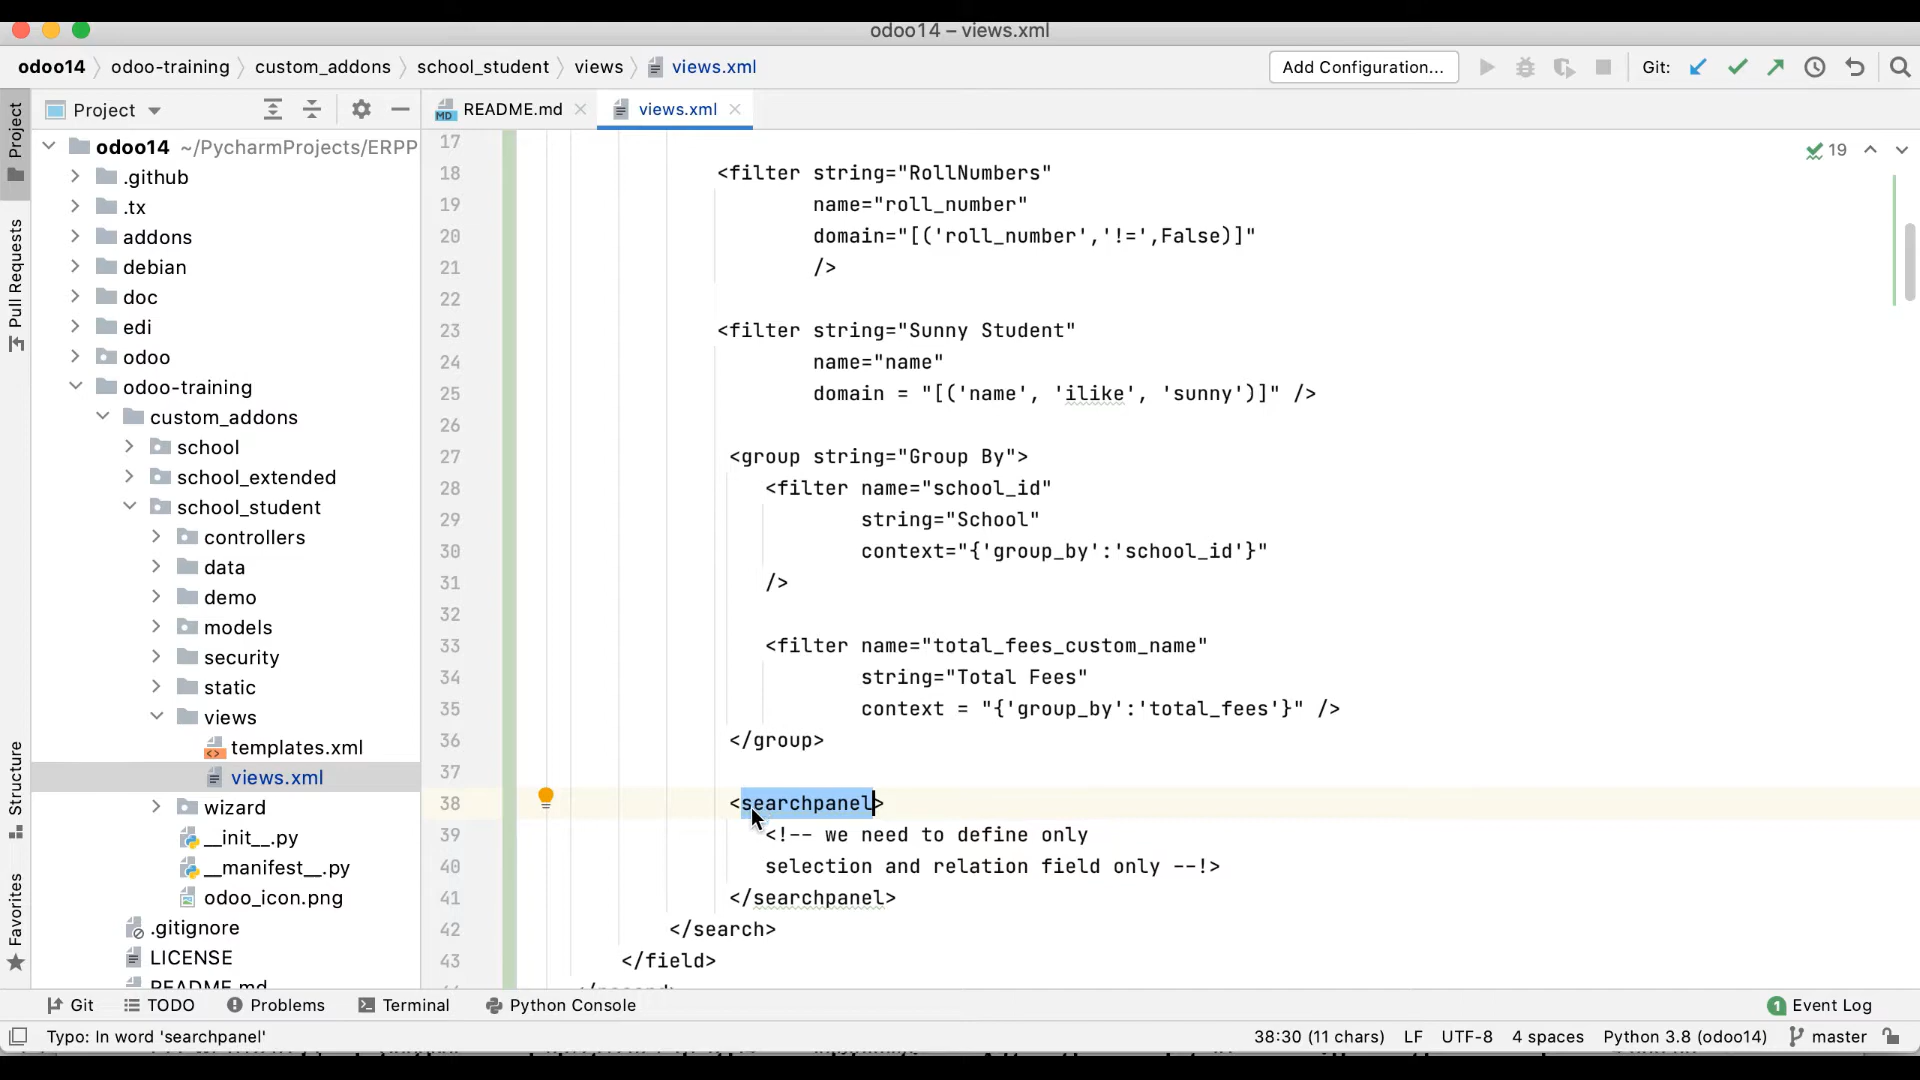 odoo14 – views.xml
odoo14 odoo-training custom_addons school_student views views.xml Add Configuration... Git:
Project README.md views.xml
Project
Pull Requests
Structure
Favorites
odoo14 ~/PycharmProjects/ERPP
.github
.tx
addons
debian
doc
edi
odoo
odoo-training
custom_addons
school
school_extended
school_student
controllers
data
demo
models
security
static
views
templates.xml
views.xml
wizard
__init__.py
__manifest__.py
odoo_icon.png
.gitignore
LICENSE
README.md
19
17
18 <filter string="RollNumbers"
19 name="roll_number"
20 domain="[('roll_number','!=',False)]"
21 />
22
23 <filter string="Sunny Student"
24 name="name"
25 domain = "[('name', 'ilike', 'sunny')]" />
26
27 <group string="Group By">
28 <filter name="school_id"
29 string="School"
30 context="{'group_by':'school_id'}"
31 />
32
33 <filter name="total_fees_custom_name"
34 string="Total Fees"
35 context = "{'group_by':'total_fees'}" />
36 </group>
37
38 <searchpanel>
39 <!-- we need to define only
40 selection and relation field only --!>
41 </searchpanel>
42 </search>
43 </field>
Git TODO Problems Terminal Python Console 1 Event Log
Typo: In word 'searchpanel' 38:30 (11 chars) LF UTF-8 4 spaces Python 3.8 (odoo14) master